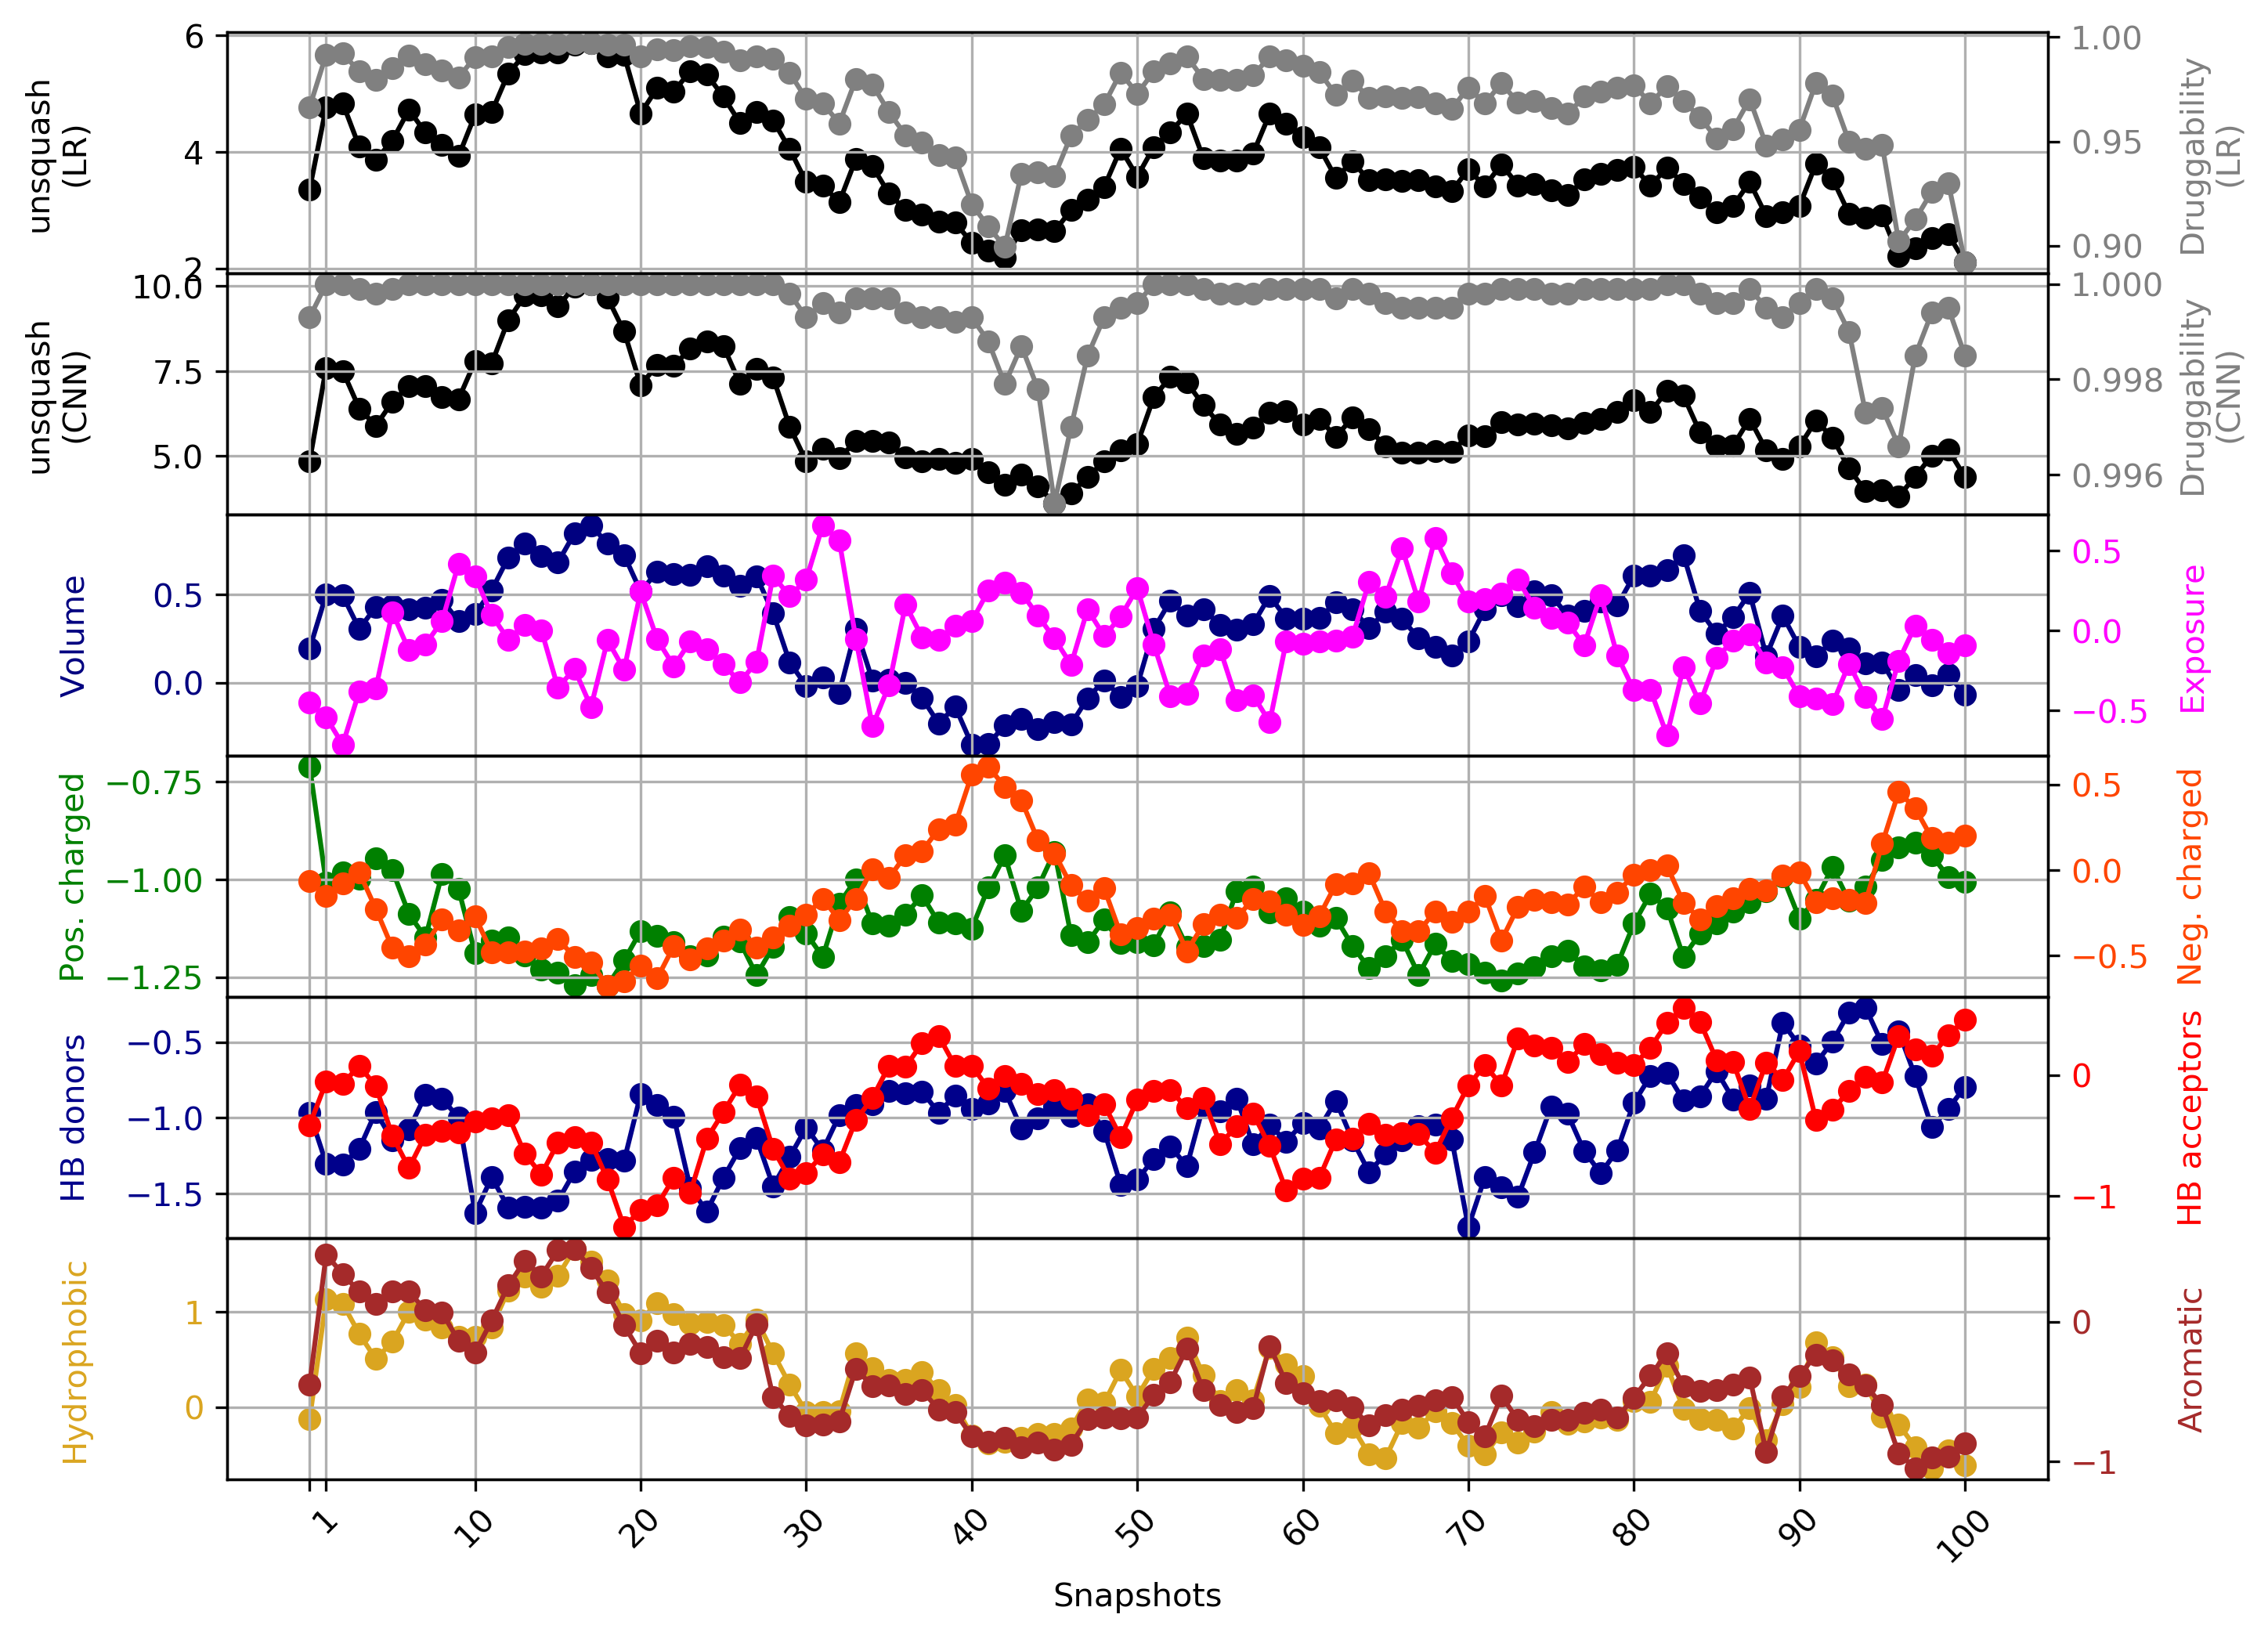 unsquash
(LR)
6
4
2
1.00
0.95
0.90
Druggability
(LR)
unsquash
(CNN)
10.0
7.5
5.0
1.000
0.998
0.996
Druggability
(CNN)
Volume
0.5
0.0
0.5
0.0
−0.5
Exposure
Pos. charged
−0.75
−1.00
−1.25
0.5
0.0
−0.5
Neg. charged
HB donors
−0.5
−1.0
−1.5
0
−1
HB acceptors
Hydrophobic
1
0
0
−1
Aromatic
1
10
20
30
40
50
60
70
80
90
100
Snapshots